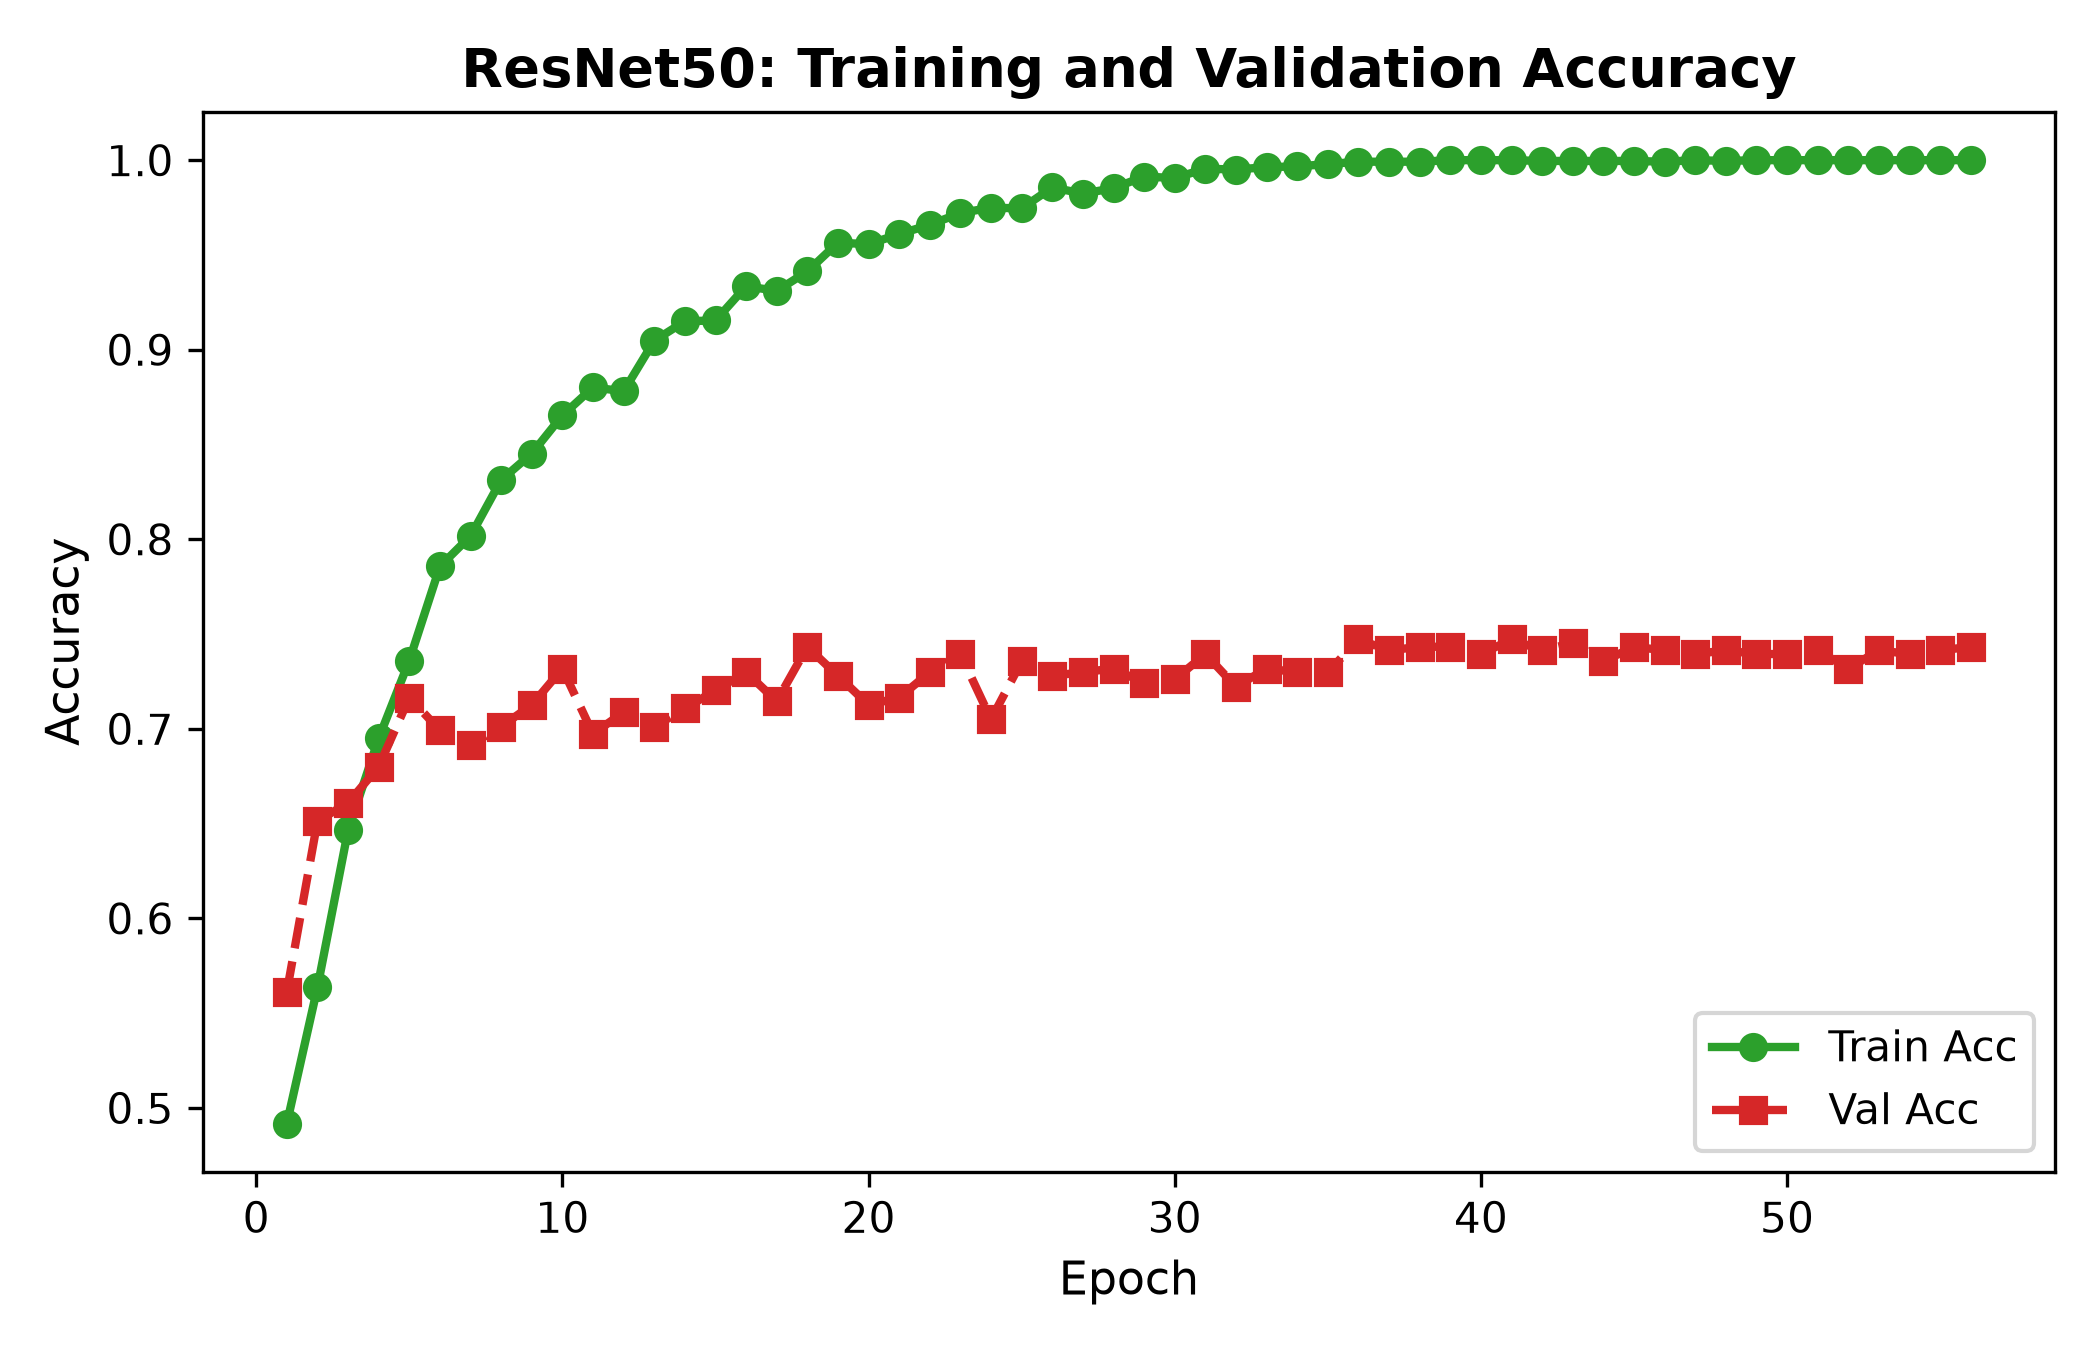 ResNet50: Training and Validation Accuracy
1.0
0.9
0.8
0.7
0.6
0.5
Accuracy
Train Acc
Val Acc
0 10 20 30 40 50
Epoch